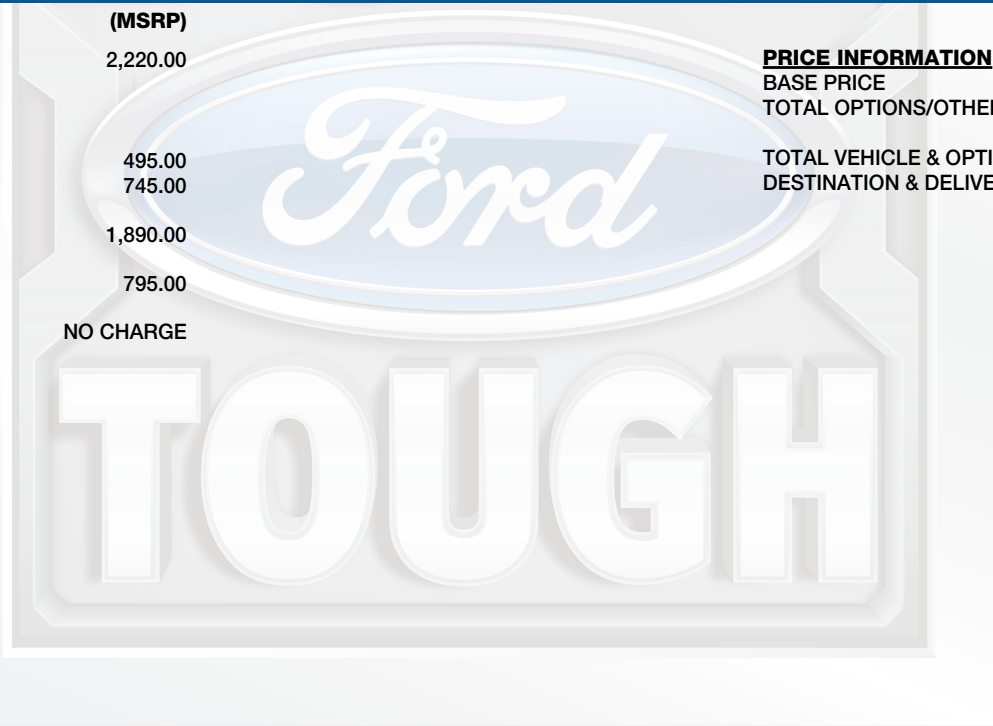 (MSRP)
2,220.00
495.00
745.00
1,890.00
795.00
NO CHARGE
PRICE INFORMATION
BASE PRICE
TOTAL OPTIONS/OTHER
TOTAL VEHICLE & OPTI
DESTINATION & DELIVE
Ford
TOUGH